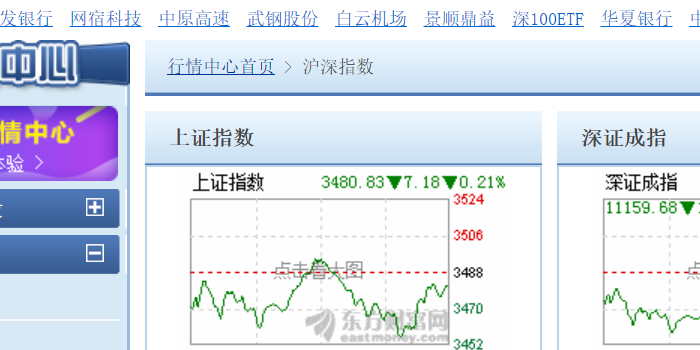 发银行 网宿科技 中原高速 武钢股份 白云机场 景顺鼎益 深100ETF 华夏银行
中心
行情中心首页 > 沪深指数
情中心
体验 >
上证指数
深证成指
上证指数 3480.83▼7.18▼0.21%
3524
3506
3488
3470
3452
点击看大图
东方财富网
eastmoney.com
深证成指
11159.68▼
点